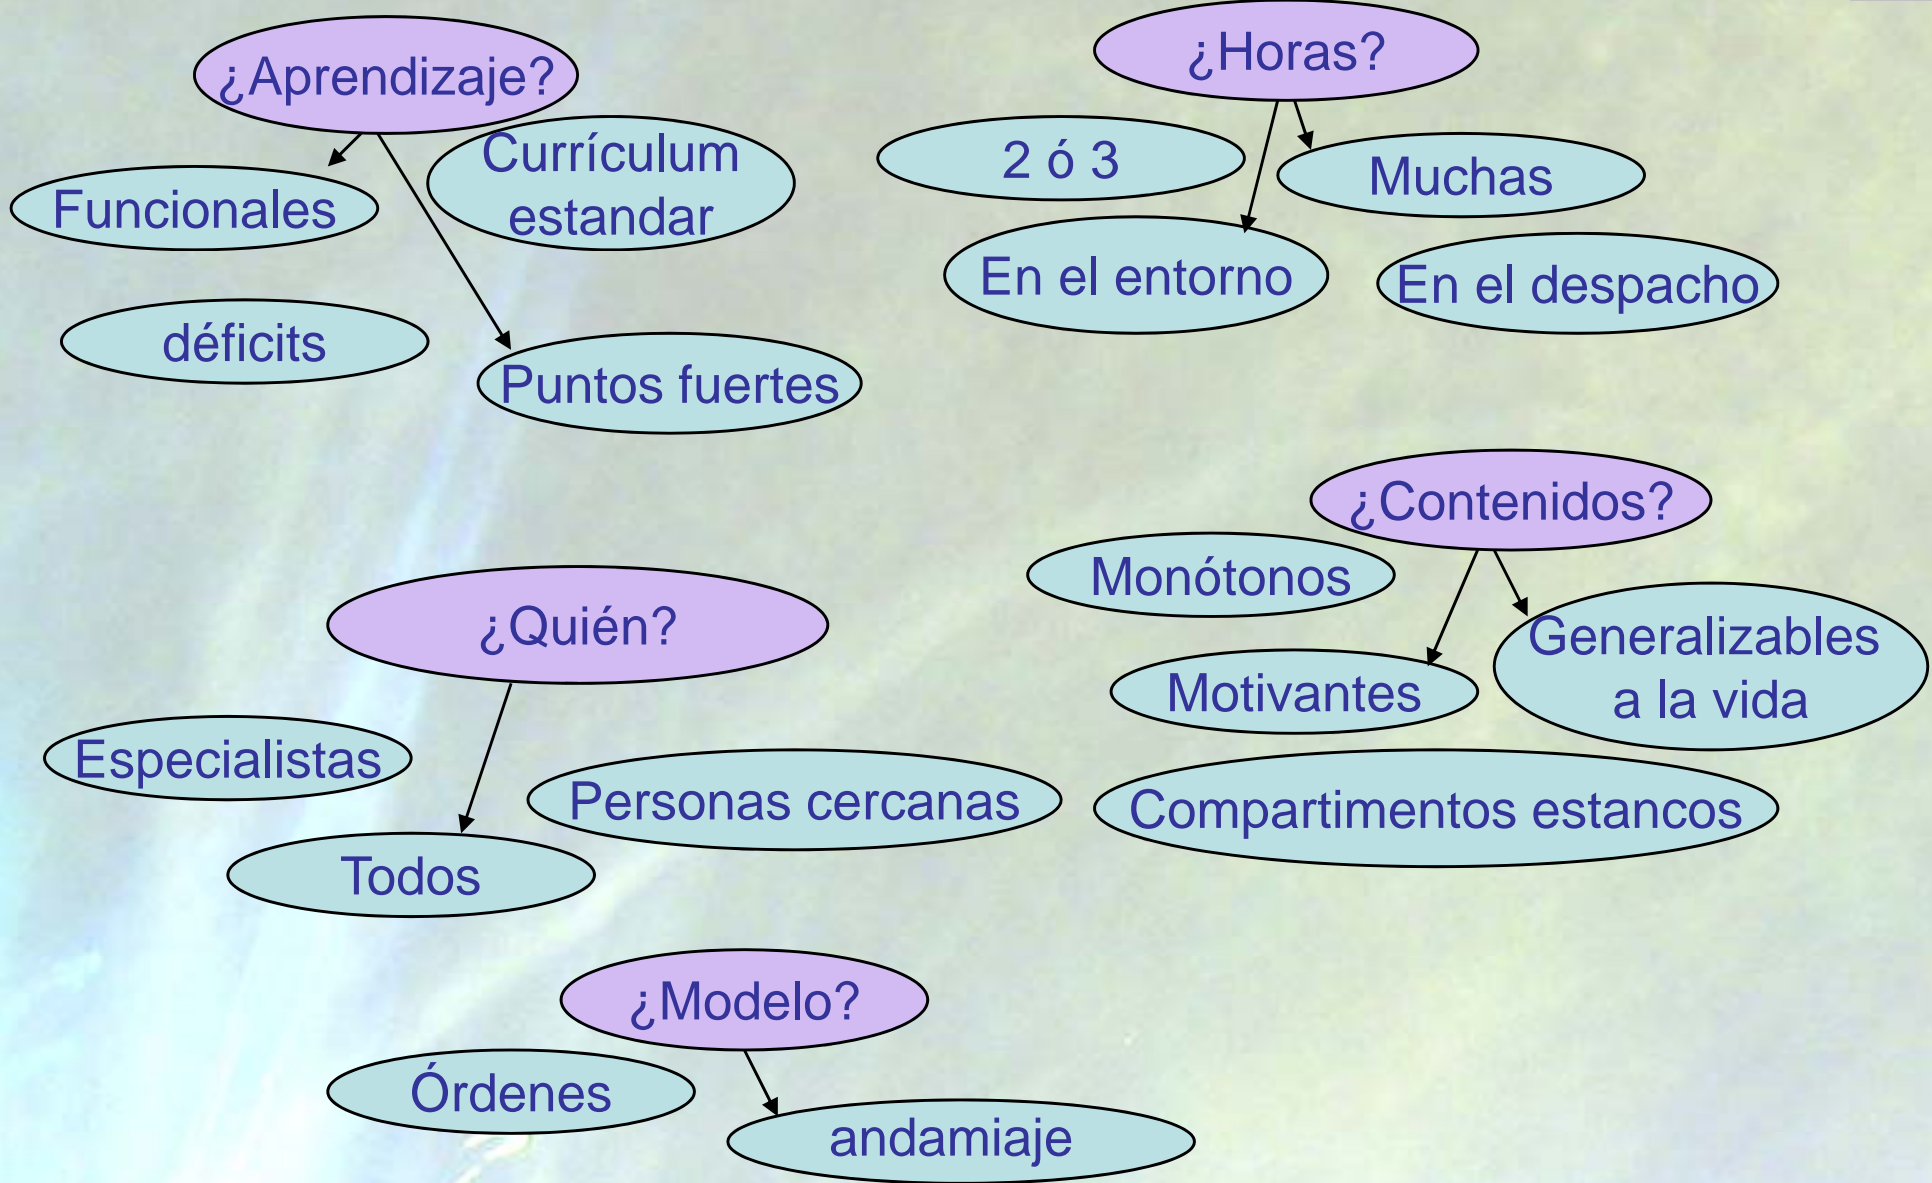 ¿Aprendizaje?
Currículum
estandar
Funcionales
déficits
Puntos fuertes
¿Horas?
2 ó 3
Muchas
En el entorno
En el despacho
¿Contenidos?
Monótonos
Generalizables
a la vida
Motivantes
Compartimentos estancos
¿Quién?
Especialistas
Personas cercanas
Todos
¿Modelo?
Órdenes
andamiaje